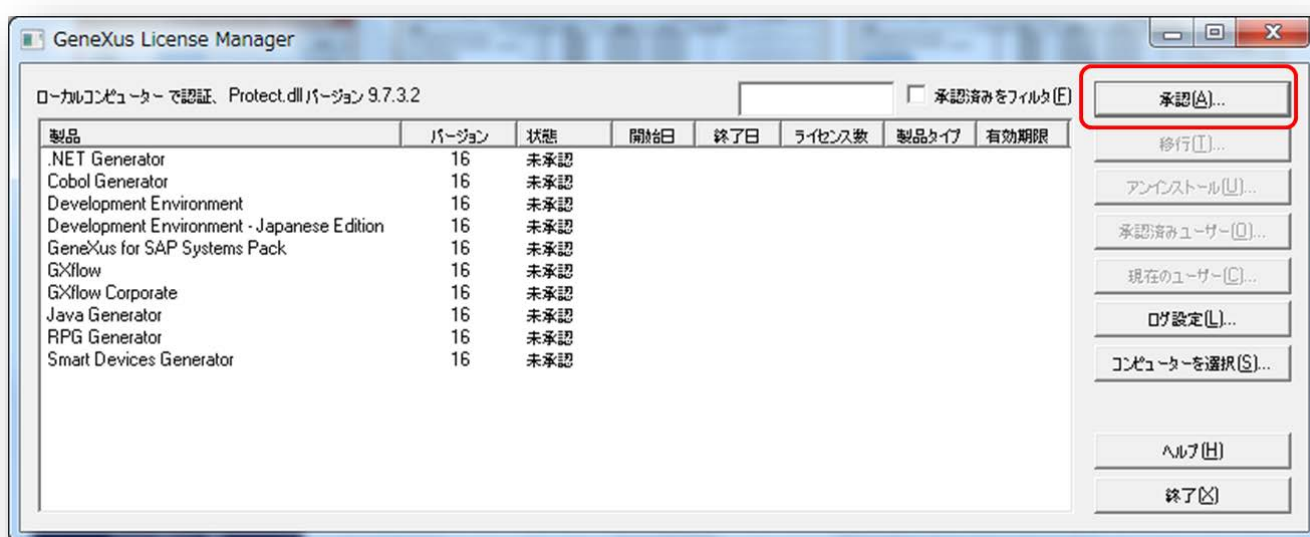 GeneXus License Manager
ローカルコンピューター で認証、Protect.dll バージョン 9.7.3.2
承認済みをフィルタ(F)
承認(A)...
製品 バージョン 状態 開始日 終了日 ライセンス数 製品タイプ 有効期限
移行(T)...
.NET Generator 16 未承認
Cobol Generator 16 未承認
アンインストール(U)...
Development Environment 16 未承認
Development Environment - Japanese Edition 16 未承認
承認済みユーザー(O)...
GeneXus for SAP Systems Pack 16 未承認
GXflow 16 未承認
現在のユーザー(C)...
GXflow Corporate 16 未承認
Java Generator 16 未承認
ログ設定(L)...
RPG Generator 16 未承認
Smart Devices Generator 16 未承認
コンピューターを選択(S)...
ヘルプ(H)
終了(X)